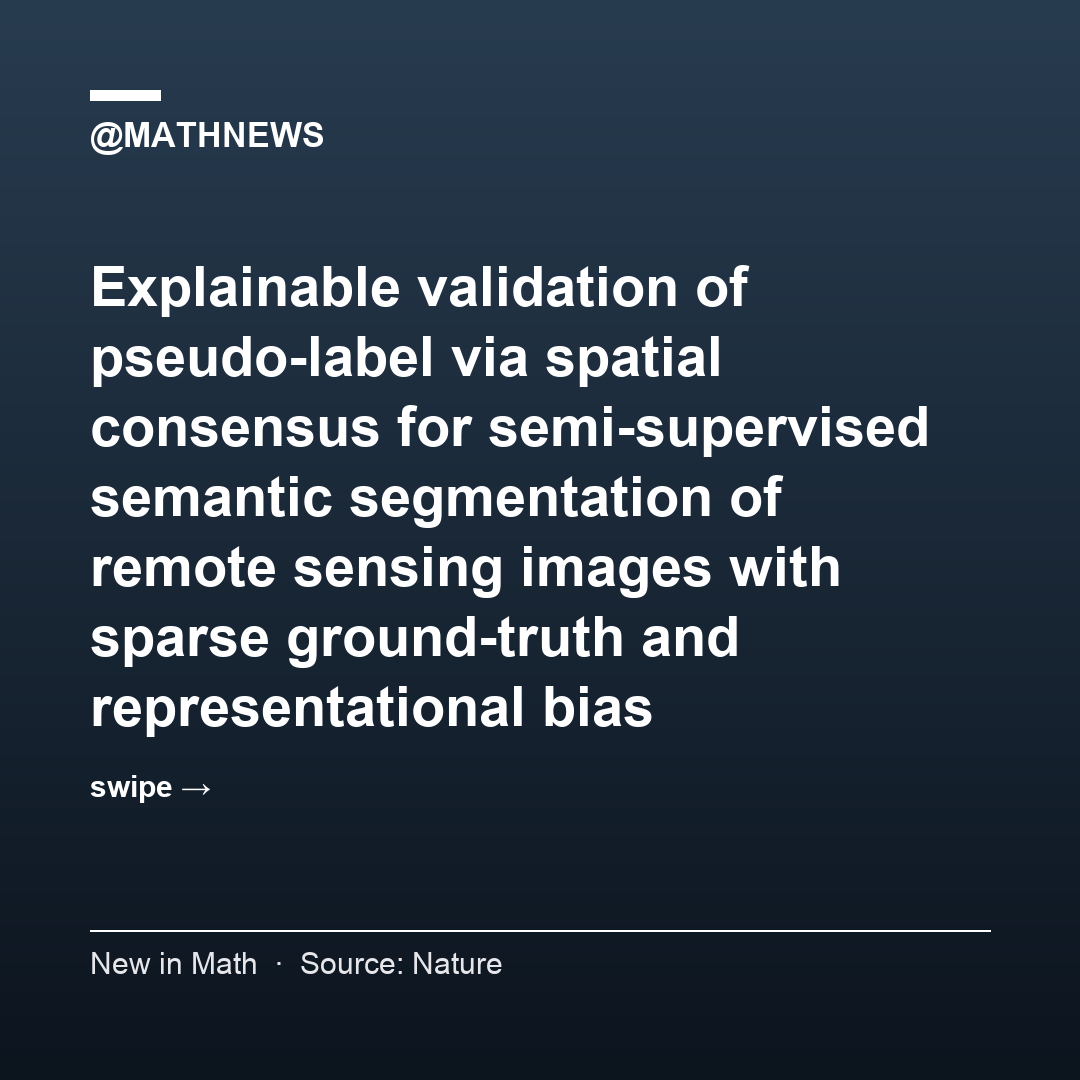 @MATHNEWS
Explainable validation of
pseudo-label via spatial
consensus for semi-supervised
semantic segmentation of
remote sensing images with
sparse ground-truth and
representational bias
swipe →
New in Math · Source: Nature